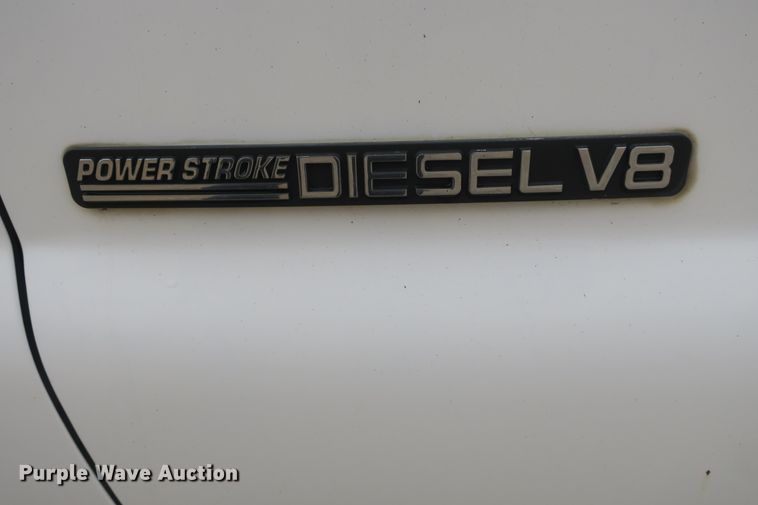 POWER STROKE DIESEL V8
Purple Wave Auction